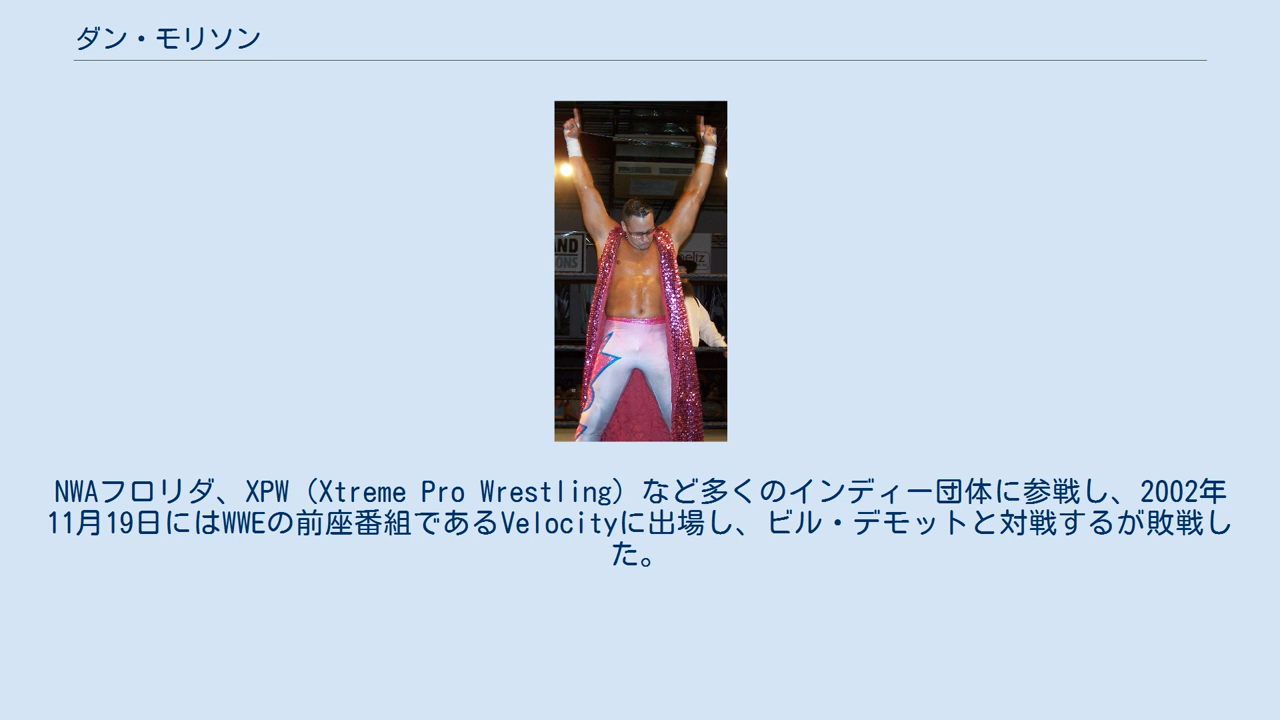 ダン・モリソン
AND
IONS
NWAフロリダ、XPW（Xtreme Pro Wrestling）など多くのインディー団体に参戦し、2002年
11月19日にはWWEの前座番組であるVelocityに出場し、ビル・デモットと対戦するが敗戦し
た。